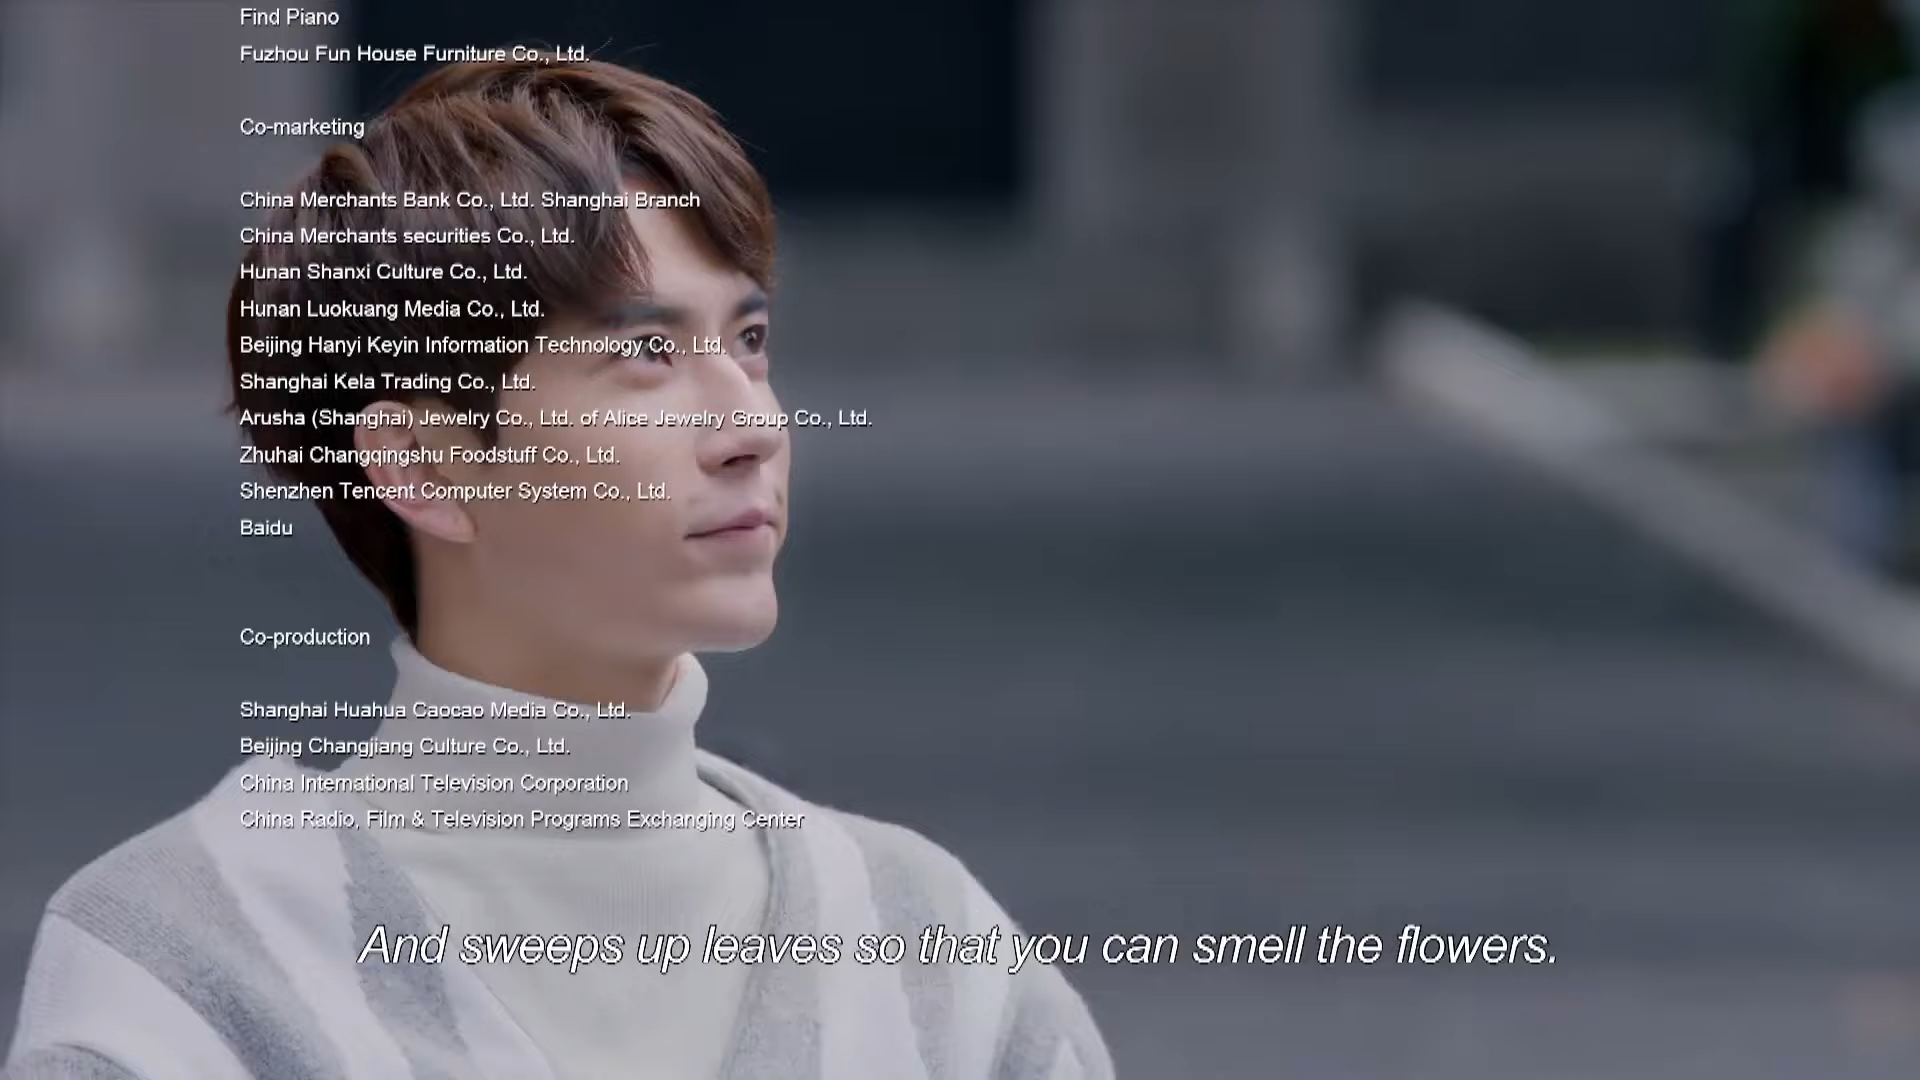 Find Piano
Fuzhou Fun House Furniture Co., Ltd.
Co-marketing
China Merchants Bank Co., Ltd. Shanghai Branch
China Merchants securities Co., Ltd.
Hunan Shanxi Culture Co., Ltd.
Hunan Luokuang Media Co., Ltd.
Beijing Hanyi Keyin Information Technology Co., Ltd.
Shanghai Kela Trading Co., Ltd.
Arusha (Shanghai) Jewelry Co., Ltd. of Alice Jewelry Group Co., Ltd.
Zhuhai Changqingshu Foodstuff Co., Ltd.
Shenzhen Tencent Computer System Co., Ltd.
Baidu
Co-production
Shanghai Huahua Caocao Media Co., Ltd.
Beijing Changjiang Culture Co., Ltd.
China International Television Corporation
China Radio, Film & Television Programs Exchanging Center
And sweeps up leaves so that you can smell the flowers.